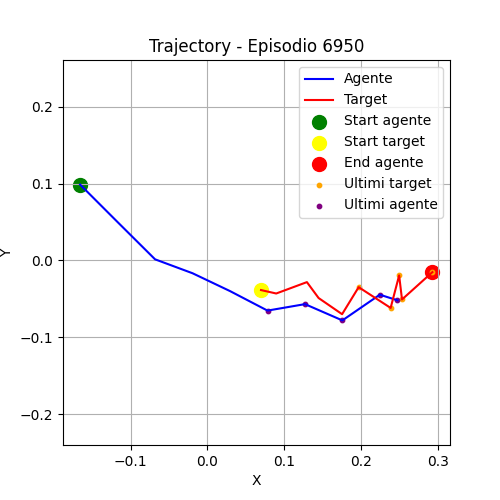 Trajectory - Episodio 6950
Agente
Target
Start agente
Start target
End agente
Ultimi target
Ultimi agente
0.2
0.1
0.0
−0.1
−0.2
Y
−0.1
0.0
0.1
0.2
0.3
X